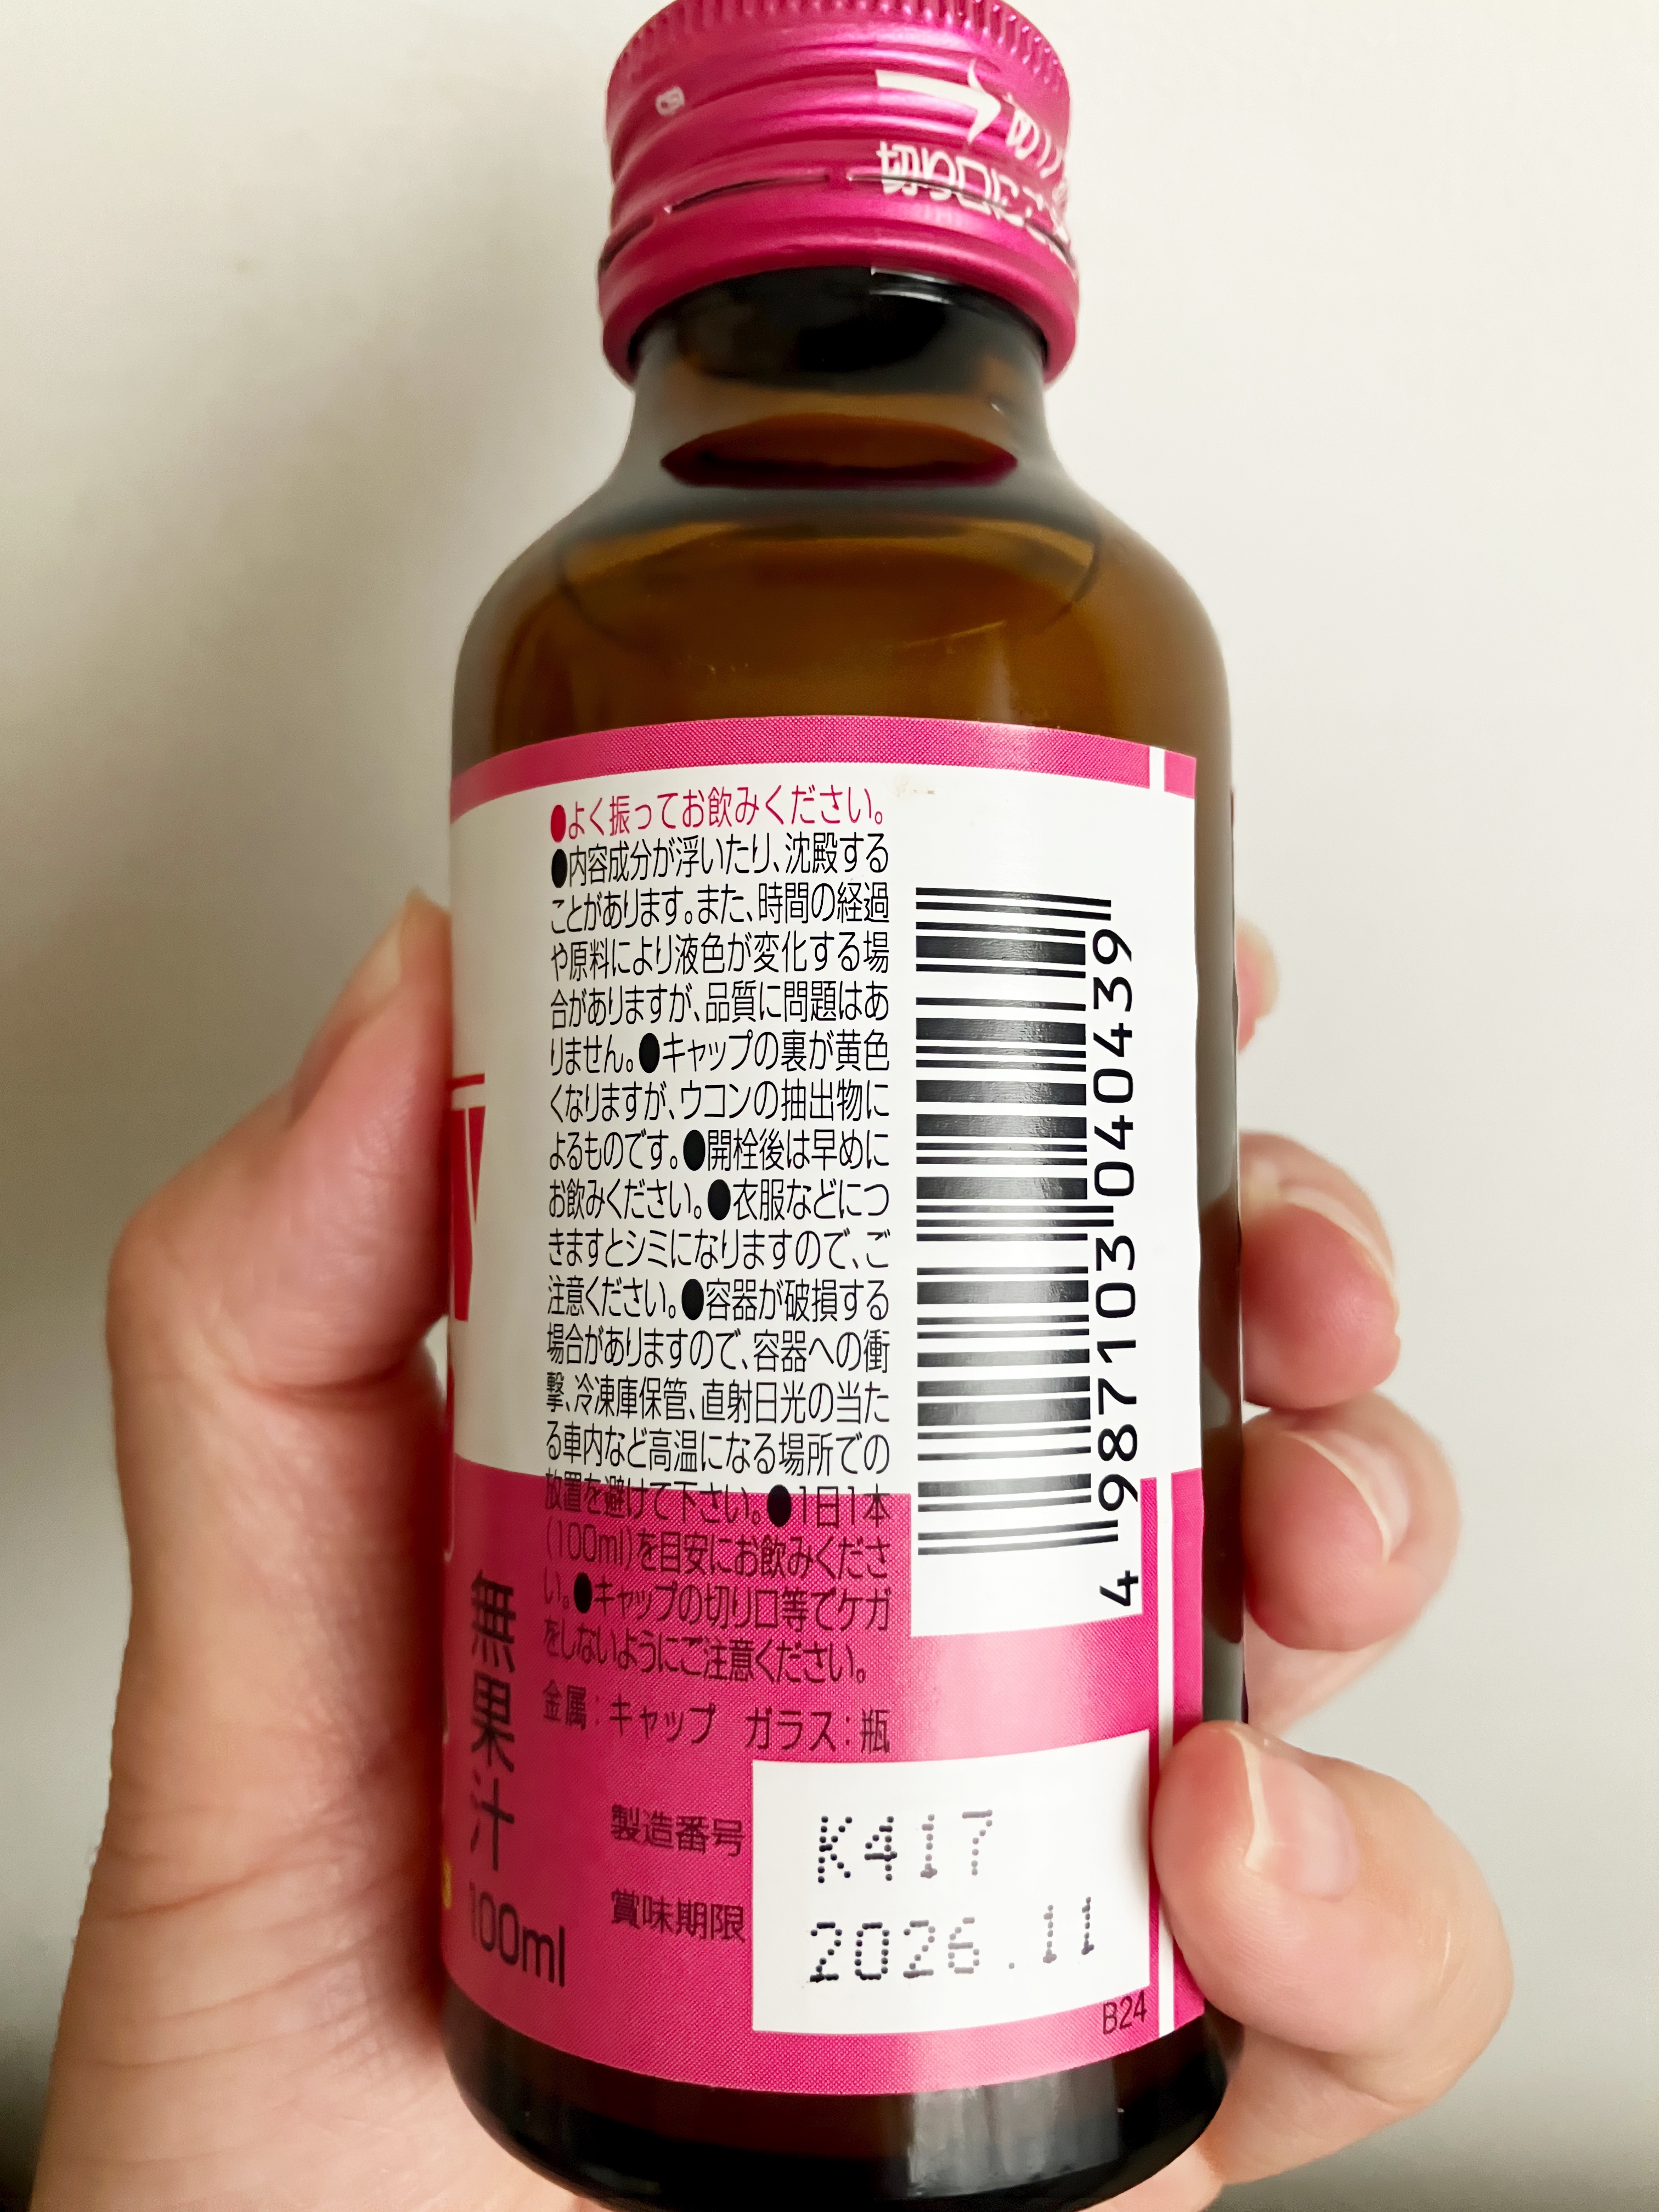 切り口にご
●よく振ってお飲みください。
●内容成分が浮いたり、沈殿する
ことがあります。また、時間の経過
や原料により液色が変化する場
合がありますが、品質に問題はあ
りません。●キャップの裏が黄色
くなりますが、ウコンの抽出物に
よるものです。●開栓後は早めに
お飲みください。●衣服などにつ
きますとシミになりますので、ご
注意ください。●容器が破損する
場合がありますので、容器への衝
撃、冷凍庫保管、直射日光の当た
る車内など高温になる場所での
放置を避けて下さい。●1日1本
(100ml)を目安にお飲みくださ
い。●キャップの切り口等でケガ
をしないようにご注意ください。
金属：キャップ ガラス：瓶
4 987103 040439
無果汁
100ml
製造番号 K417
賞味期限 2026.11
B24